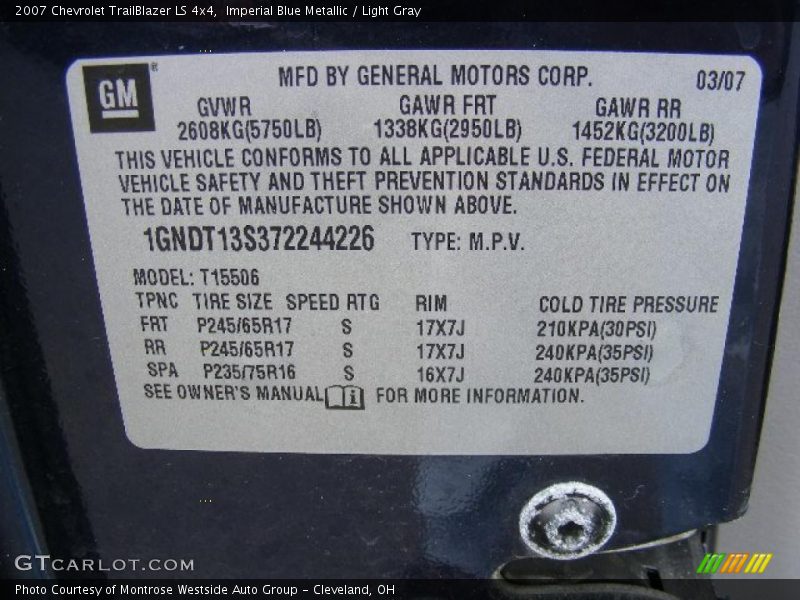 2007 Chevrolet TrailBlazer LS 4x4, Imperial Blue Metallic / Light Gray
GM ® MFD BY GENERAL MOTORS CORP. 03/07
GVWR GAWR FRT GAWR RR
2608KG(5750LB) 1338KG(2950LB) 1452KG(3200LB)
THIS VEHICLE CONFORMS TO ALL APPLICABLE U.S. FEDERAL MOTOR
VEHICLE SAFETY AND THEFT PREVENTION STANDARDS IN EFFECT ON
THE DATE OF MANUFACTURE SHOWN ABOVE.
1GNDT13S372244226 TYPE: M.P.V.
MODEL: T15506
TPNC TIRE SIZE SPEED RTG RIM COLD TIRE PRESSURE
FRT P245/65R17 S 17X7J 210KPA(30PSI)
RR P245/65R17 S 17X7J 240KPA(35PSI)
SPA P235/75R16 S 16X7J 240KPA(35PSI)
SEE OWNER'S MANUAL i FOR MORE INFORMATION.
GTCARLOT.COM
Photo Courtesy of Montrose Westside Auto Group - Cleveland, OH